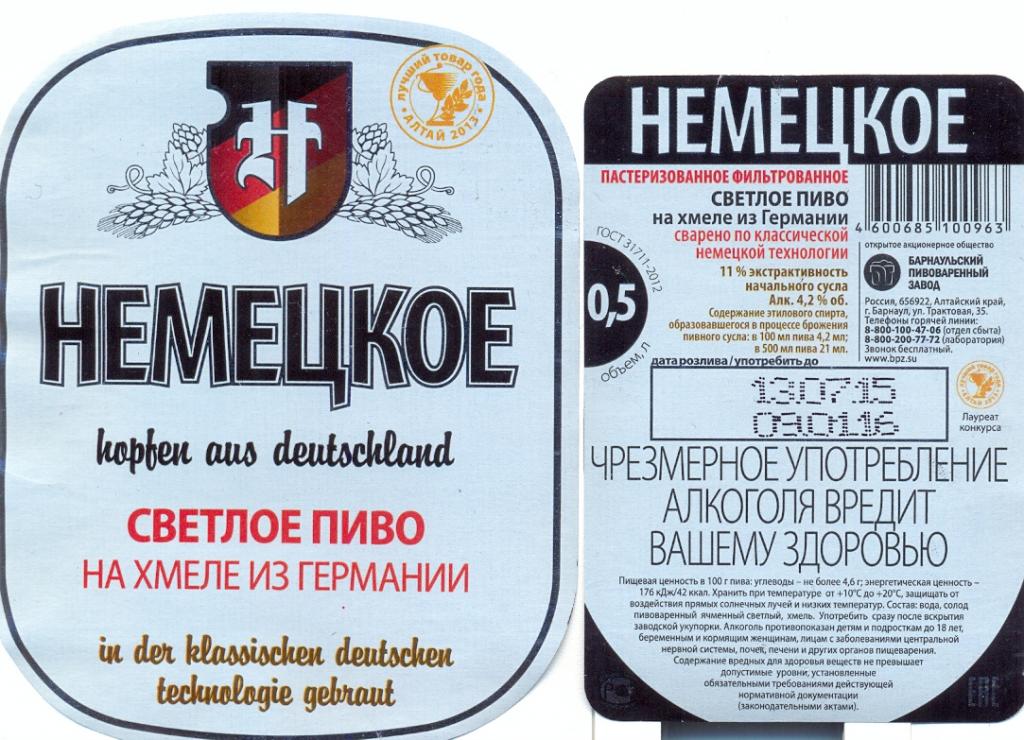 Н
ЛУЧШИЙ ТОВАР ГОДА
АЛТАЙ 2013
НЕМЕЦКОЕ
hopfen aus deutschland
СВЕТЛОЕ ПИВО
НА ХМЕЛЕ ИЗ ГЕРМАНИИ
in der klassischen deutschen
technologie gebraut
НЕМЕЦКОЕ
ПАСТЕРИЗОВАННОЕ ФИЛЬТРОВАННОЕ
СВЕТЛОЕ ПИВО
на хмеле из Германии
сварено по классической
немецкой технологии
11 % экстрактивность
начального сусла
Алк. 4,2 % об.
Содержание этилового спирта,
образовавшегося в процессе брожения
пивного сусла: в 100 мл пива 4,2 мл;
в 500 мл пива 21 мл.
ГОСТ 31711-2012
0,5
объем, л
4 600685 100963
открытое акционерное общество
БАРНАУЛЬСКИЙ
ПИВОВАРЕННЫЙ
ЗАВОД
Россия, 656922, Алтайский край,
г. Барнаул, ул. Трактовая, 35.
Телефоны горячей линии:
8-800-100-47-06 (отдел сбыта)
8-800-200-77-72 (лаборатория)
Звонок бесплатный.
www.bpz.su
дата розлива / употребить до
130715
090116
Лауреат
конкурса
ЧРЕЗМЕРНОЕ УПОТРЕБЛЕНИЕ
АЛКОГОЛЯ ВРЕДИТ
ВАШЕМУ ЗДОРОВЬЮ
Пищевая ценность в 100 г пива: углеводы – не более 4,6 г; энергетическая ценность –
176 кДж/42 ккал. Хранить при температуре от +10°С до +20°С, защищать от
воздействия прямых солнечных лучей и низких температур. Состав: вода, солод
пивоваренный ячменный светлый, хмель. Употребить сразу после вскрытия
заводской укупорки. Алкоголь противопоказан детям и подросткам до 18 лет,
беременным и кормящим женщинам, лицам с заболеваниями центральной
нервной системы, почек, печени и других органов пищеварения.
Содержание вредных для здоровья веществ не превышает
допустимые уровни, установленные
обязательными требованиями действующей
нормативной документации
(законодательными актами).
EAC